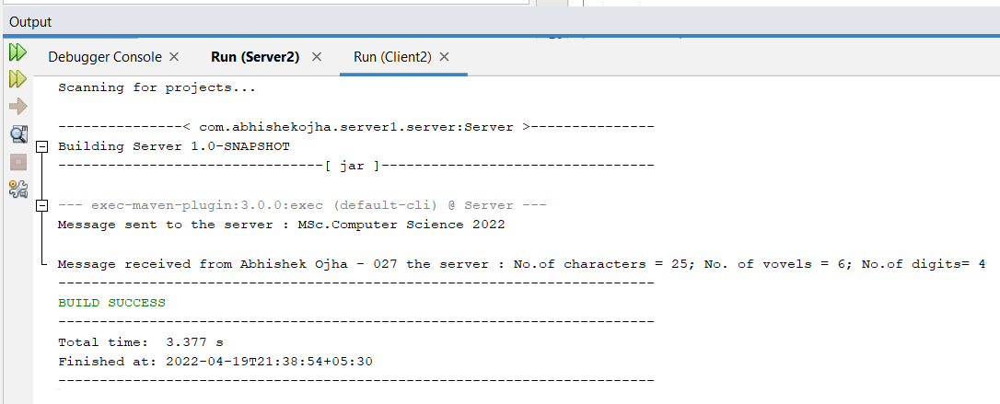 Output
Debugger Console Run (Server2) Run (Client2)
Scanning for projects...
---------------< com.abhishekojha.server1.server:Server >---------------
Building Server 1.0-SNAPSHOT
--------------------------------[ jar ]---------------------------------
--- exec-maven-plugin:3.0.0:exec (default-cli) @ Server ---
Message sent to the server : MSc.Computer Science 2022
Message received from Abhishek Ojha - 027 the server : No.of characters = 25; No. of vovels = 6; No.of digits= 4
------------------------------------------------------------------------
BUILD SUCCESS
------------------------------------------------------------------------
Total time:  3.377 s
Finished at: 2022-04-19T21:38:54+05:30
------------------------------------------------------------------------